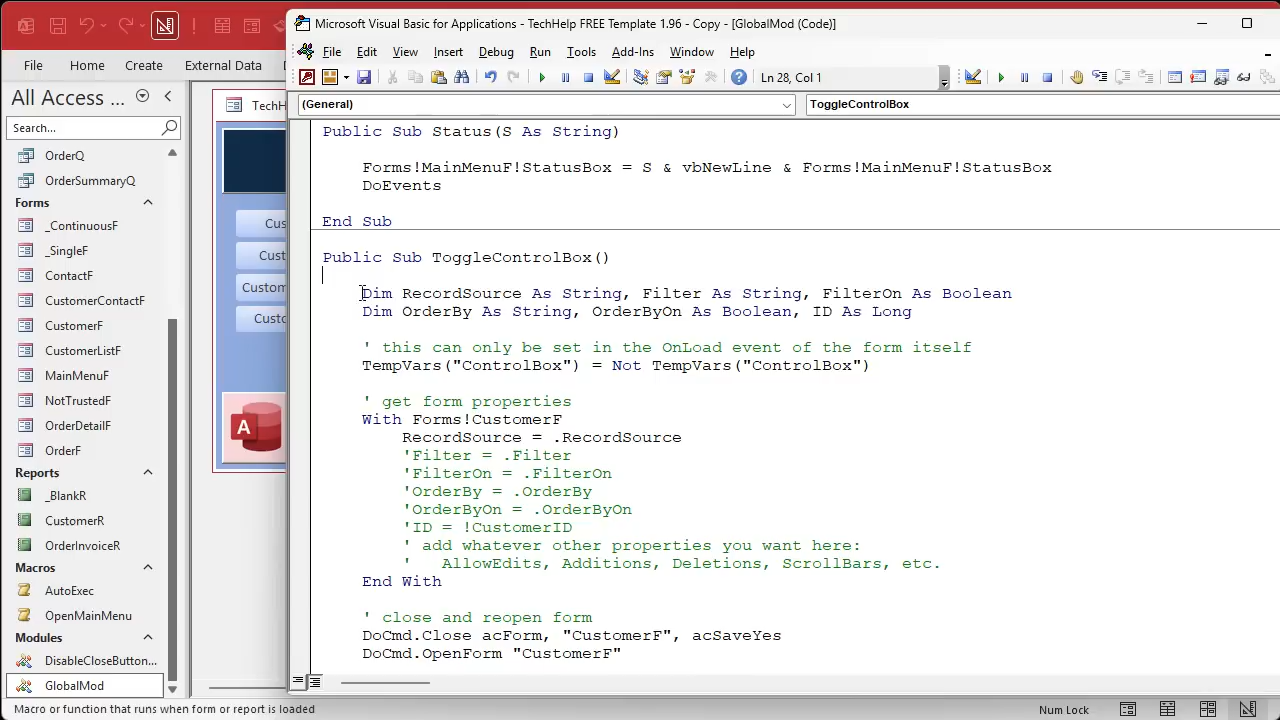 Microsoft Visual Basic for Applications - TechHelp FREE Template 1.96 - Copy - [GlobalMod (Code)]
File Edit View Insert Debug Run Tools Add-Ins Window Help
Ln 28, Col 1
(General)
ToggleControlBox
File Home Create External Data
All Access ...
Search...
OrderQ
OrderSummaryQ
Forms
_ContinuousF
_SingleF
ContactF
CustomerContactF
CustomerF
CustomerListF
MainMenuF
NotTrustedF
OrderDetailF
OrderF
Reports
_BlankR
CustomerR
OrderInvoiceR
Macros
AutoExec
OpenMainMenu
Modules
DisableCloseButton...
GlobalMod
TechH
Cus
Cust
Custom
Custo
A
Public Sub Status(S As String)
Forms!MainMenuF!StatusBox = S & vbNewLine & Forms!MainMenuF!StatusBox
DoEvents
End Sub
Public Sub ToggleControlBox()
Dim RecordSource As String, Filter As String, FilterOn As Boolean
Dim OrderBy As String, OrderByOn As Boolean, ID As Long
' this can only be set in the OnLoad event of the form itself
TempVars("ControlBox") = Not TempVars("ControlBox")
' get form properties
With Forms!CustomerF
RecordSource = .RecordSource
'Filter = .Filter
'FilterOn = .FilterOn
'OrderBy = .OrderBy
'OrderByOn = .OrderByOn
'ID = !CustomerID
' add whatever other properties you want here:
' AllowEdits, Additions, Deletions, ScrollBars, etc.
End With
' close and reopen form
DoCmd.Close acForm, "CustomerF", acSaveYes
DoCmd.OpenForm "CustomerF"
Macro or function that runs when form or report is loaded
Num Lock